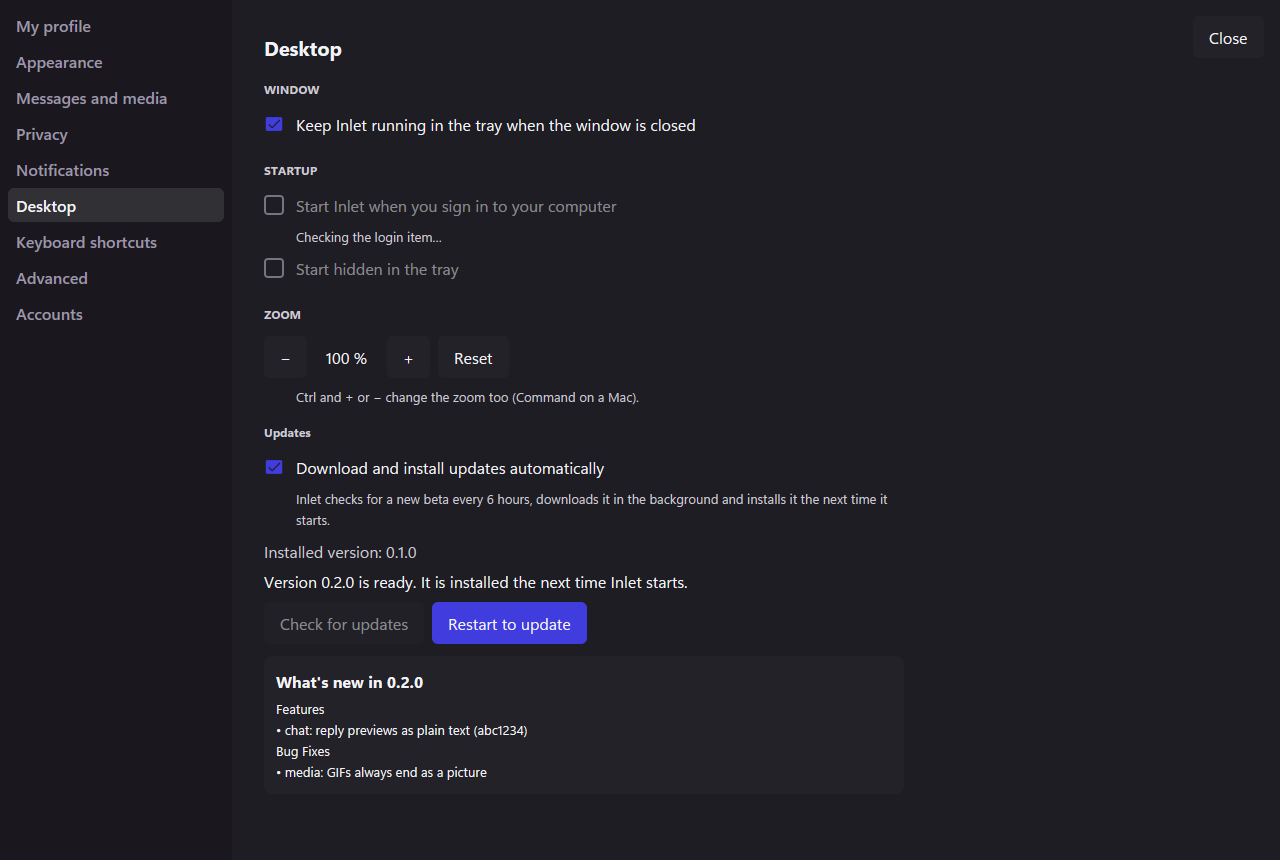 My profile
Appearance
Messages and media
Privacy
Notifications
Desktop
Keyboard shortcuts
Advanced
Accounts
Close
Desktop
WINDOW
Keep Inlet running in the tray when the window is closed
STARTUP
Start Inlet when you sign in to your computer
Checking the login item...
Start hidden in the tray
ZOOM
− 100 % + Reset
Ctrl and + or − change the zoom too (Command on a Mac).
Updates
Download and install updates automatically
Inlet checks for a new beta every 6 hours, downloads it in the background and installs it the next time it
starts.
Installed version: 0.1.0
Version 0.2.0 is ready. It is installed the next time Inlet starts.
Check for updates Restart to update
What's new in 0.2.0
Features
• chat: reply previews as plain text (abc1234)
Bug Fixes
• media: GIFs always end as a picture